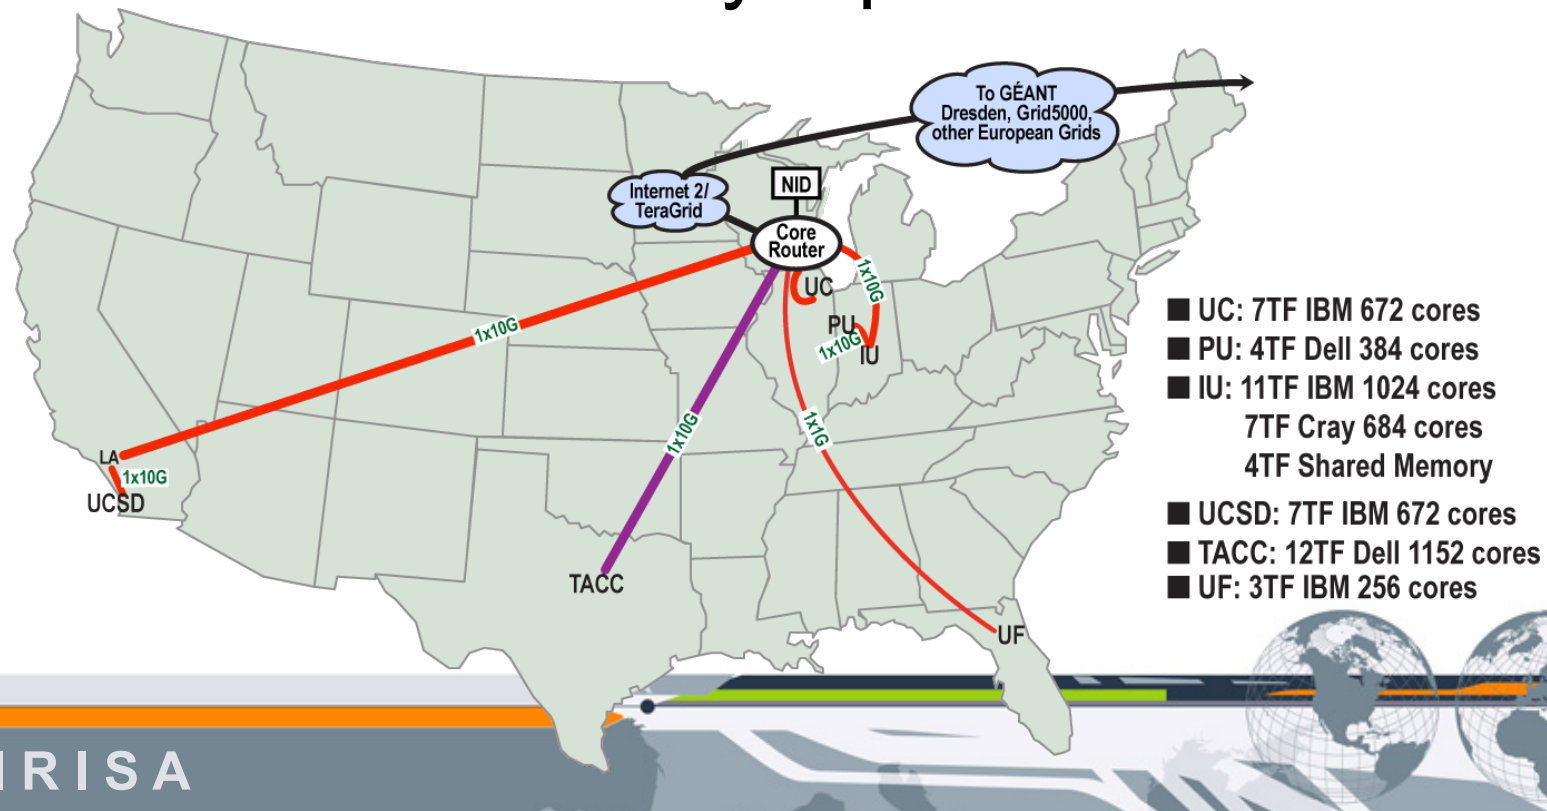 To GÉANT
Dresden, Grid5000,
other European Grids
Internet 2/
TeraGrid
NID
Core
Router
UC
1x10G
PU
1x10G
IU
1x10G
1x10G
1x1G
LA
1x10G
UCSD
TACC
UF
■ UC: 7TF IBM 672 cores
■ PU: 4TF Dell 384 cores
■ IU: 11TF IBM 1024 cores
7TF Cray 684 cores
4TF Shared Memory
■ UCSD: 7TF IBM 672 cores
■ TACC: 12TF Dell 1152 cores
■ UF: 3TF IBM 256 cores
RISA